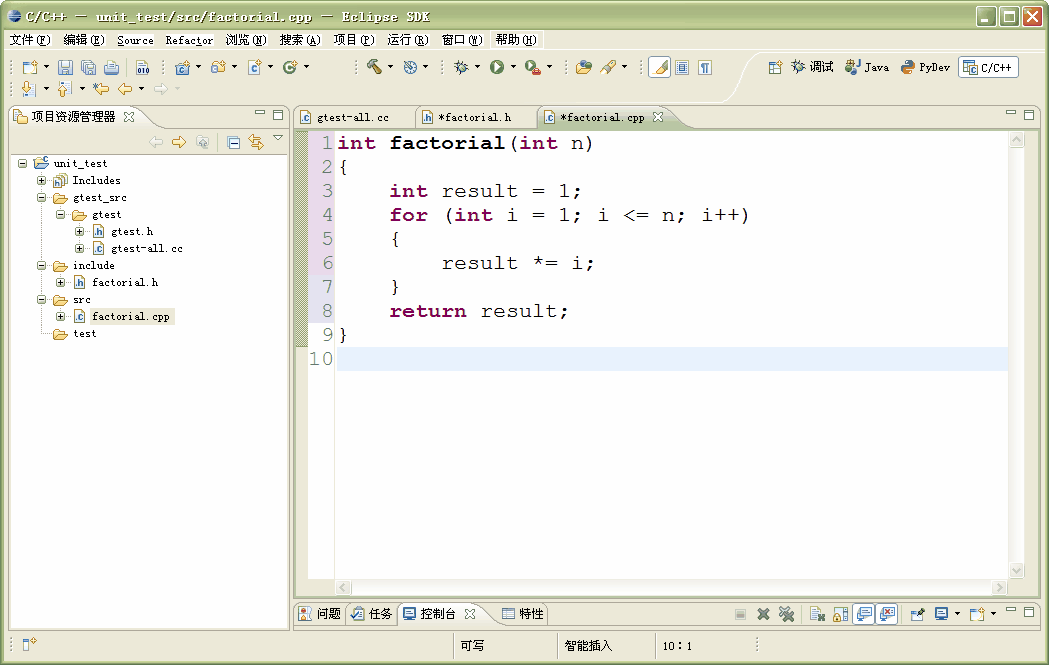 C/C++ — unit_test/src/factorial.cpp — Eclipse SDK
文件(F) 编辑(E) Source Refactor 浏览(N) 搜索(A) 项目(P) 运行(R) 窗口(W) 帮助(H)
调试 Java PyDev C/C++
项目资源管理器
unit_test
Includes
gtest_src
gtest
gtest.h
gtest-all.cc
include
factorial.h
src
factorial.cpp
test
gtest-all.cc *factorial.h *factorial.cpp
1 int factorial(int n)
2 {
3 int result = 1;
4 for (int i = 1; i <= n; i++)
5 {
6 result *= i;
7 }
8 return result;
9 }
10
问题 任务 控制台 特性
可写 智能插入 10：1